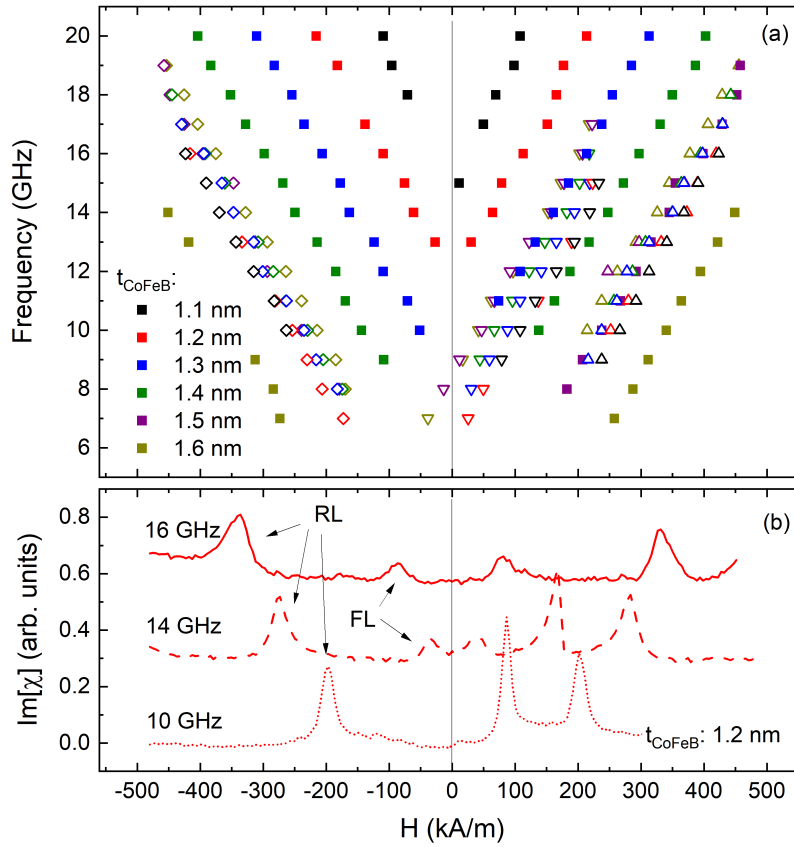 (a)
20
18
16
14
12
10
8
6
Frequency (GHz)
t_CoFeB:
1.1 nm
1.2 nm
1.3 nm
1.4 nm
1.5 nm
1.6 nm
(b)
0.8
0.6
0.4
0.2
0.0
Im[χ] (arb. units)
16 GHz
RL
14 GHz
FL
10 GHz
t_CoFeB: 1.2 nm
-500 -400 -300 -200 -100 0 100 200 300 400 500
H (kA/m)